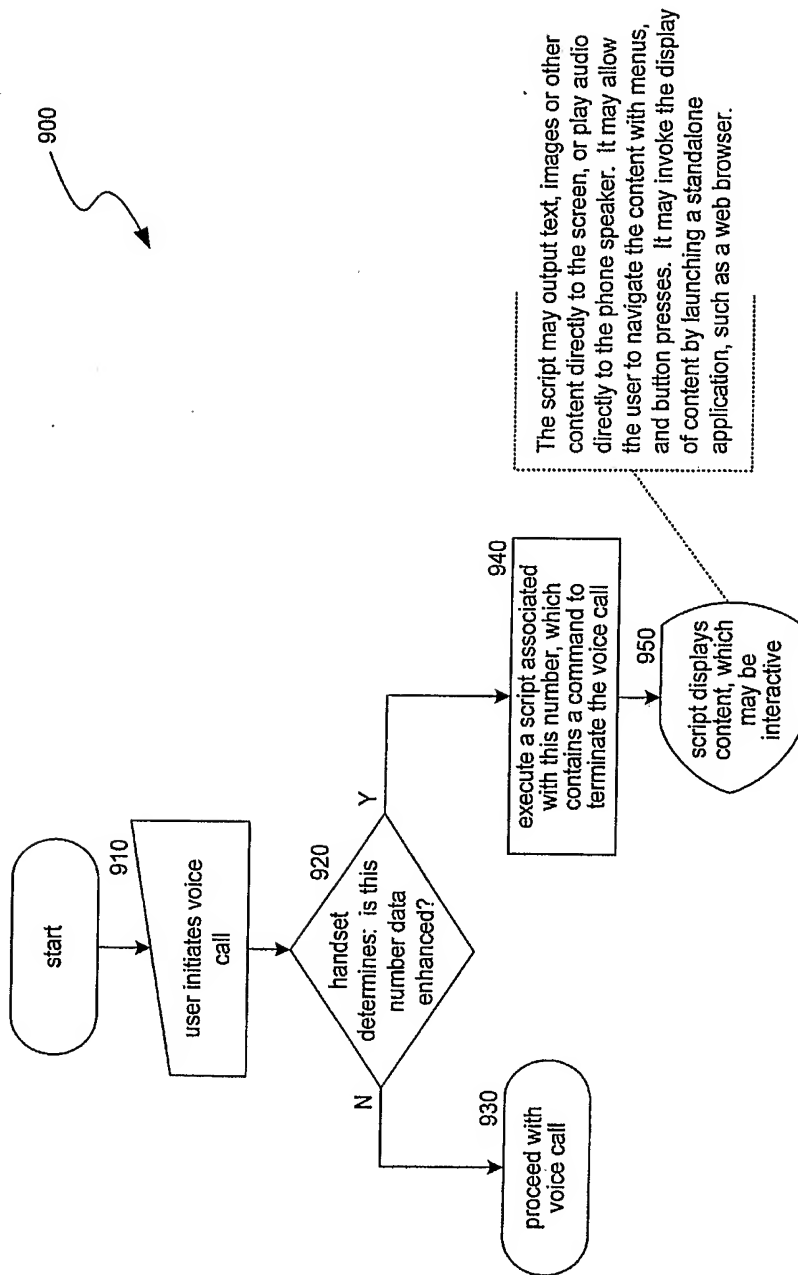 900
start
910
user initiates voice
call
920
handset
determines: is this
number data
enhanced?
N
Y
930
proceed with
voice call
940
execute a script associated
with this number, which
contains a command to
terminate the voice call
950
script displays
content, which
may be
interactive
The script may output text, images or other
content directly to the screen, or play audio
directly to the phone speaker. It may allow
the user to navigate the content with menus,
and button presses. It may invoke the display
of content by launching a standalone
application, such as a web browser.